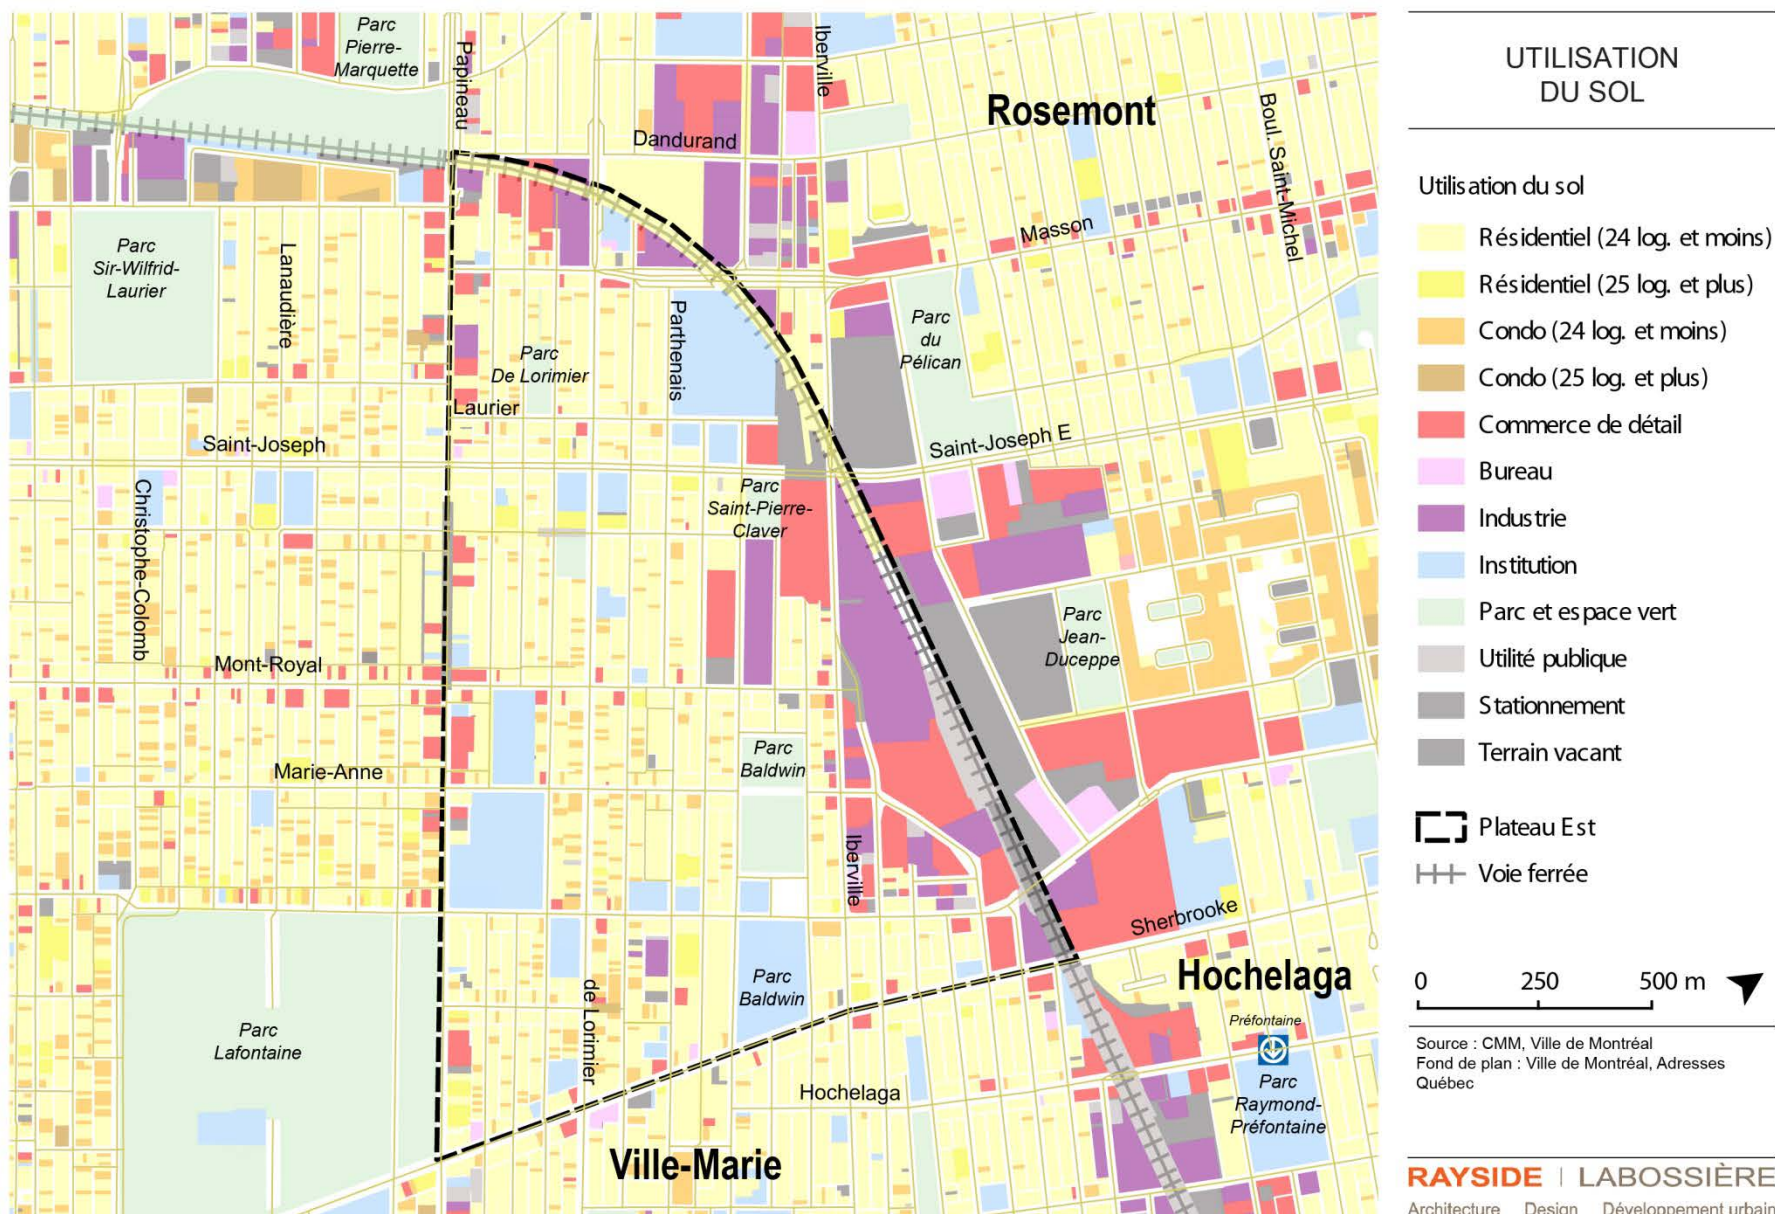 Parc
Pierre-
Marquette
Papineau
Iberville
Rosemont
Boul. Saint-Michel
Dandurand
Masson
Parc
Sir-Wilfrid-
Laurier
Lanaudière
Parthenais
Parc
De Lorimier
Parc
du
Pélican
Laurier
Saint-Joseph
Saint-Joseph E
Christophe-Colomb
Parc
Saint-Pierre-
Claver
Parc
Jean-
Duceppe
Mont-Royal
Marie-Anne
Parc
Baldwin
Iberville
Sherbrooke
Hochelaga
de Lorimier
Parc
Baldwin
Parc
Lafontaine
Préfontaine
Hochelaga
Parc
Raymond-
Préfontaine
Ville-Marie
UTILISATION
DU SOL
Utilisation du sol
Résidentiel (24 log. et moins)
Résidentiel (25 log. et plus)
Condo (24 log. et moins)
Condo (25 log. et plus)
Commerce de détail
Bureau
Industrie
Institution
Parc et espace vert
Utilité publique
Stationnement
Terrain vacant
Plateau Est
Voie ferrée
0 250 500 m
Source : CMM, Ville de Montréal
Fond de plan : Ville de Montréal, Adresses
Québec
RAYSIDE | LABOSSIÈRE
Architecture Design Développement urbain